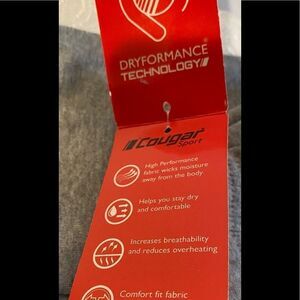 DRYFORMANCE®
TECHNOLOGY
Cougar
Sport
High Performance
fabric wicks moisture
away from the body
Helps you stay dry
and comfortable
Increases breathability
and reduces overheating
Comfort fit fabric